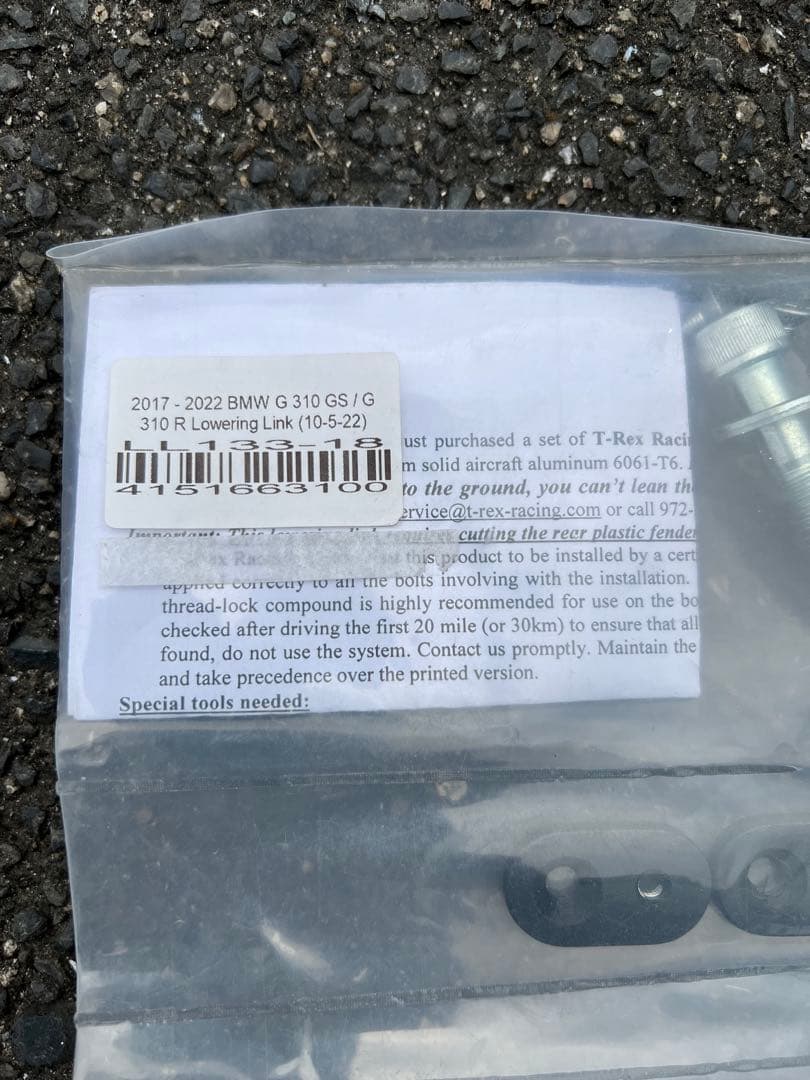 2017 - 2022 BMW G 310 GS / G
310 R Lowering Link (10-5-22)
LL133-18
4151663100
ust purchased a set of T-Rex Raci
m solid aircraft aluminum 6061-T6.
to the ground, you can't lean th
ervice@t-rex-racing.com or call 972-
Important: This lowering link requires cutting the rear plastic fender
this product to be installed by a cert
applied correctly to all the bolts involving with the installation.
thread-lock compound is highly recommended for use on the bo
checked after driving the first 20 mile (or 30km) to ensure that all
found, do not use the system. Contact us promptly. Maintain the
and take precedence over the printed version.
Special tools needed: